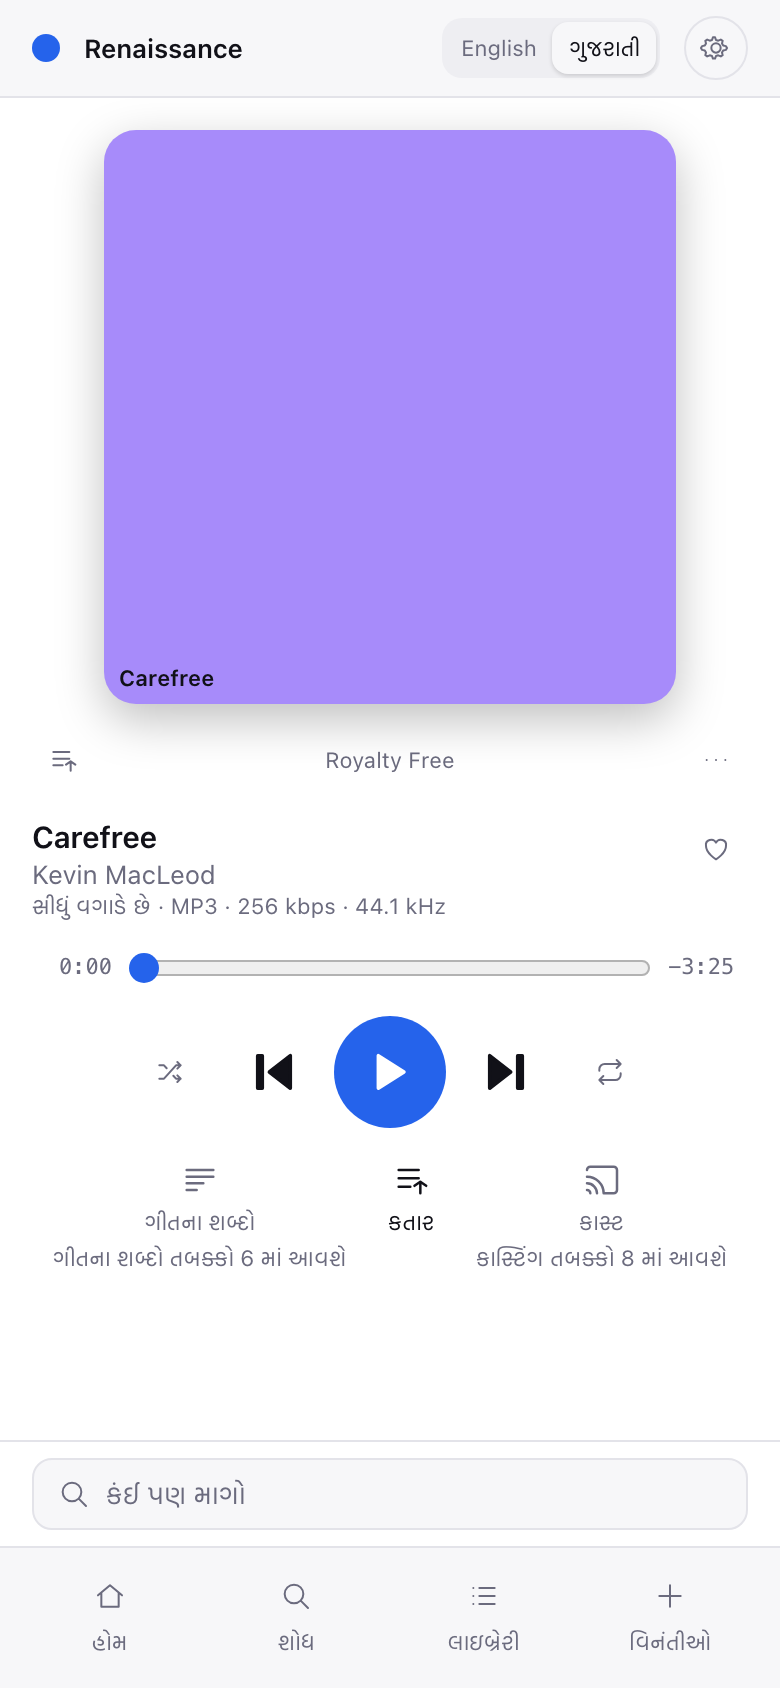 Renaissance
English ગુજરાતી
Carefree
Royalty Free
Carefree
Kevin MacLeod
સીધું વગાડે છે · MP3 · 256 kbps · 44.1 kHz
0:00 −3:25
ગીતના શબ્દો કતાર કાસ્ટ
ગીતના શબ્દો તબક્કો 6 માં આવશે કાસ્ટિંગ તબક્કો 8 માં આવશે
કંઈ પણ માગો
હોમ શોધ લાઇબ્રેરી વિનંતીઓ